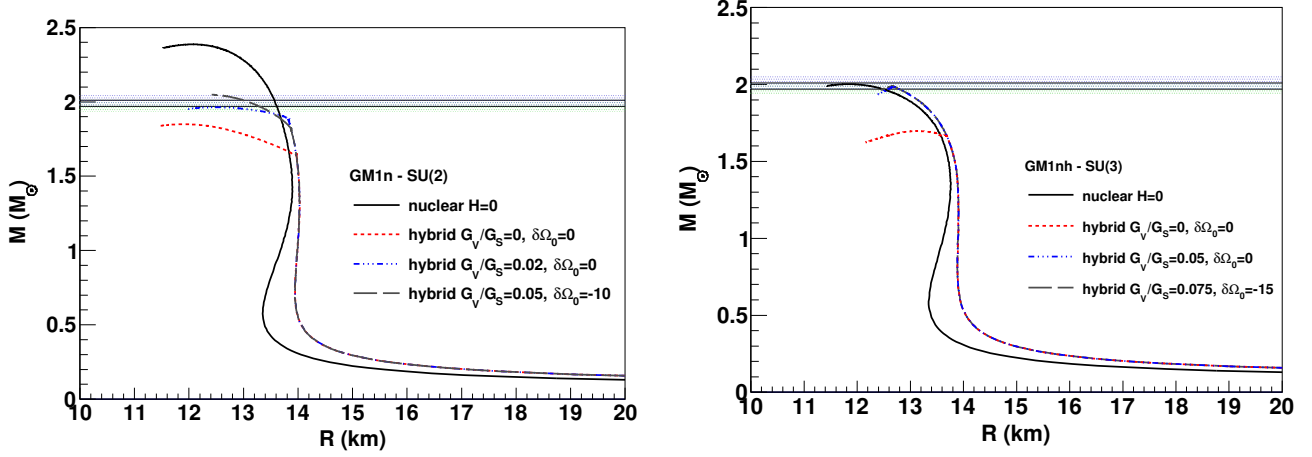 M (M⊙)
2.5
2
1.5
1
0.5
0
10 11 12 13 14 15 16 17 18 19 20
R (km)
GM1n - SU(2)
nuclear H=0
hybrid G_V/G_S=0, δΩ_0=0
hybrid G_V/G_S=0.02, δΩ_0=0
hybrid G_V/G_S=0.05, δΩ_0=-10
M (M⊙)
2.5
2
1.5
1
0.5
0
10 11 12 13 14 15 16 17 18 19 20
R (km)
GM1nh - SU(3)
nuclear H=0
hybrid G_V/G_S=0, δΩ_0=0
hybrid G_V/G_S=0.05, δΩ_0=0
hybrid G_V/G_S=0.075, δΩ_0=-15